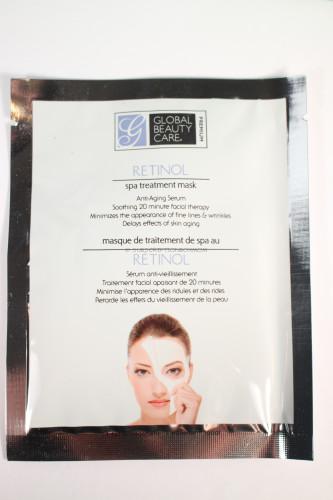 G
GLOBAL
BEAUTY
CARE
PREMIUM
RETINOL
spa treatment mask
Anti-Aging Serum
Soothing 20 minute facial therapy
Minimizes the appearance of fine lines & wrinkles
Delays effects of skin aging
masque de traitement de spa au
RETINOL
Sérum anti-vieillissement
Traitement facial apaisant de 20 minutes
Minimise l'apparence des ridules et des rides
Retarde les effets du vieillissement de la peau